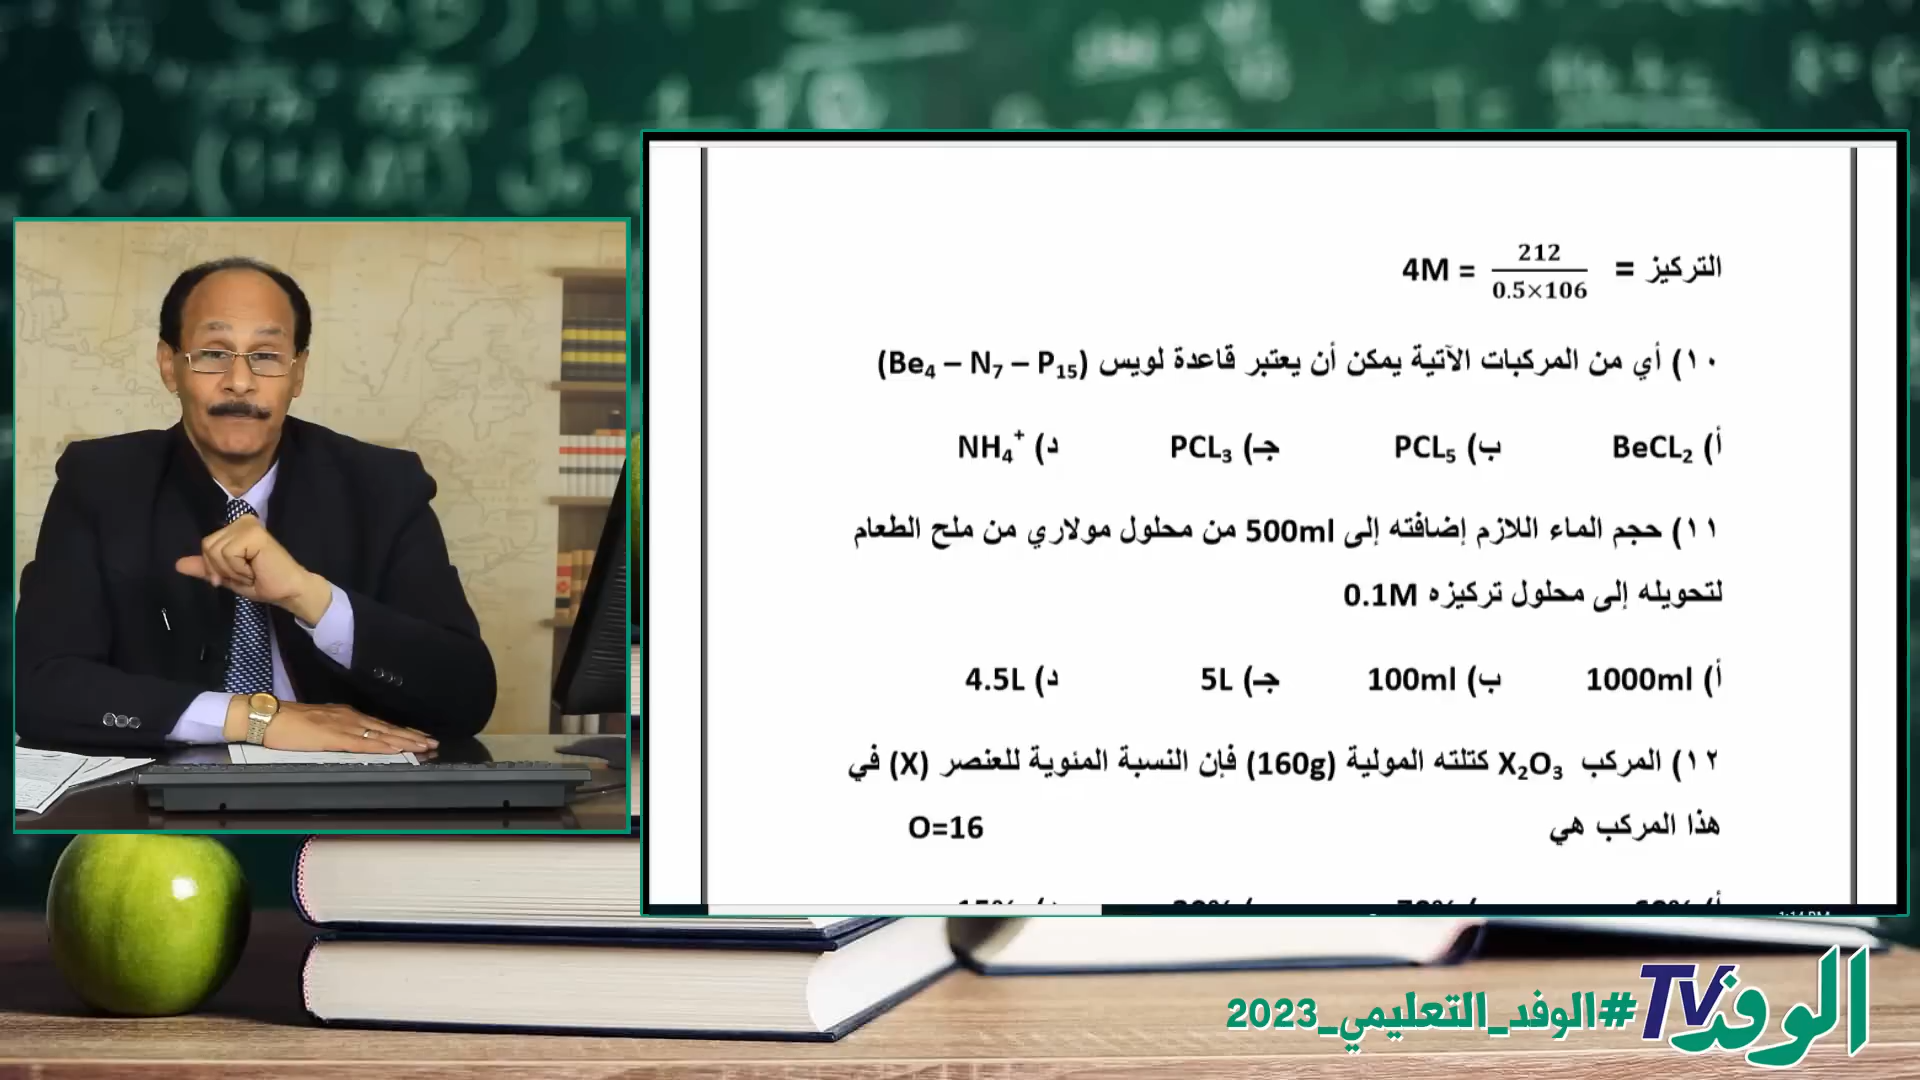 التركيز = 212 / 0.5×106 = 4M
١٠) أي من المركبات الآتية يمكن أن يعتبر قاعدة لويس (Be₄ – N₇ – P₁₅)
أ) BeCL₂ ب) PCL₅ جـ) PCL₃ د) NH₄⁺
١١) حجم الماء اللازم إضافته إلى 500ml من محلول مولاري من ملح الطعام
لتحويله إلى محلول تركيزه 0.1M
أ) 1000ml ب) 100ml جـ) 5L د) 4.5L
١٢) المركب X₂O₃ كتلته المولية (160g) فإن النسبة المئوية للعنصر (X) في
هذا المركب هي O=16
#الوفد_التعليمي_2023
الوفد TV